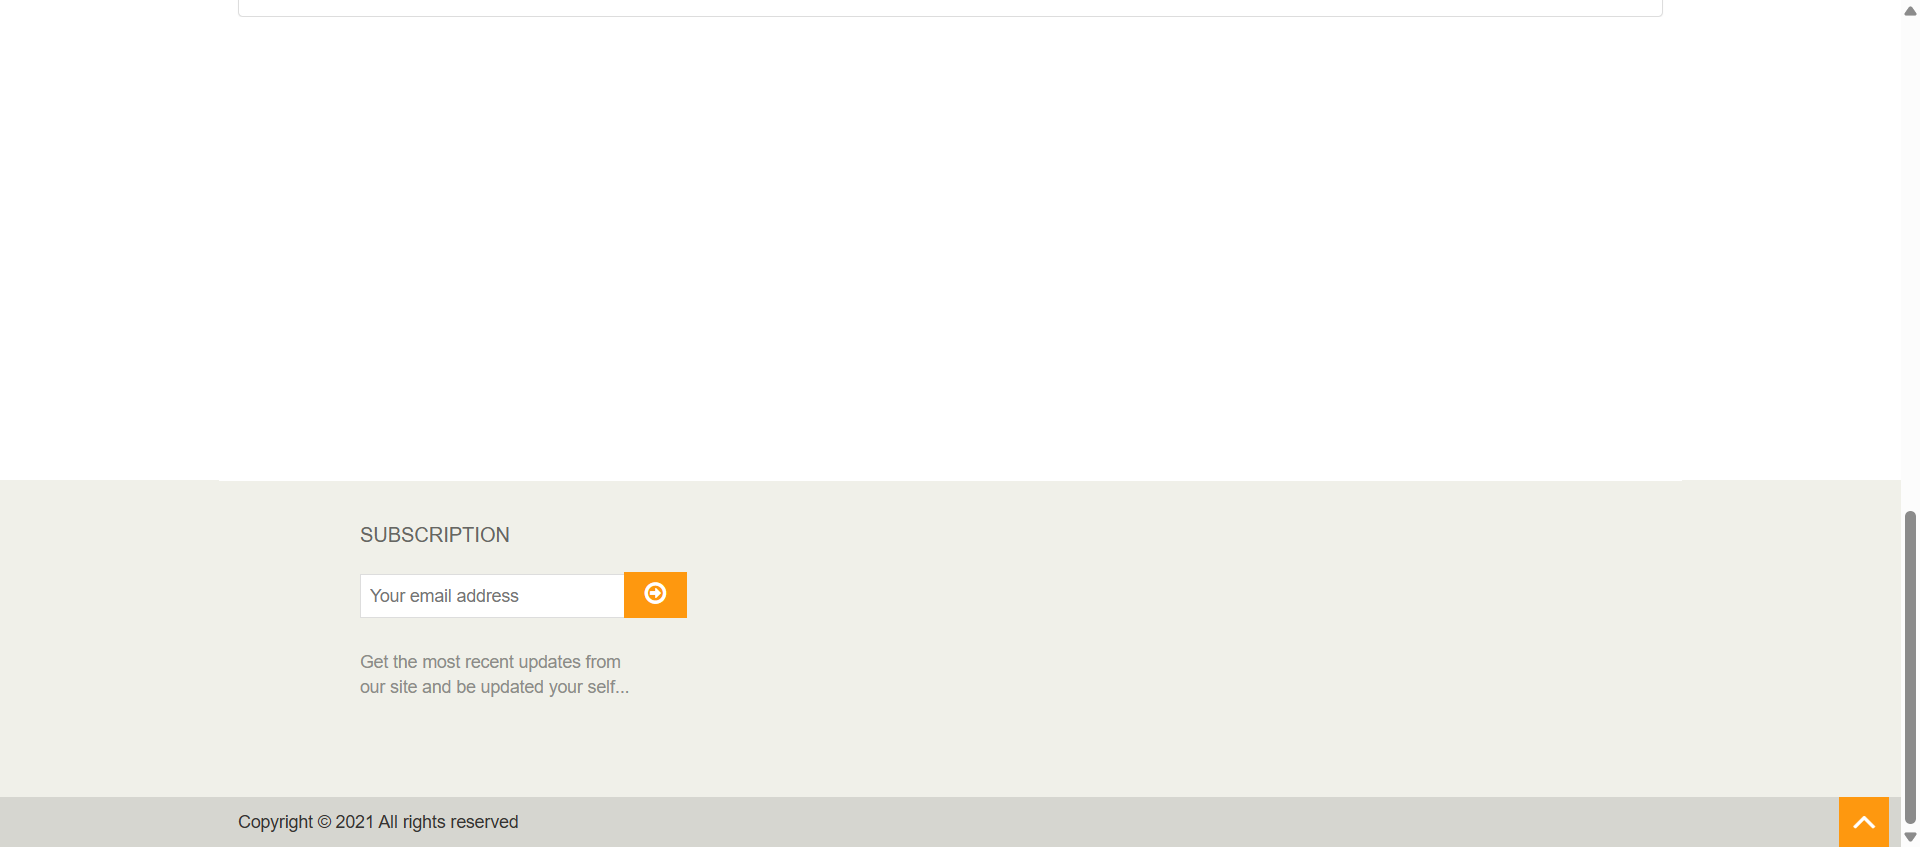 SUBSCRIPTION
Your email address
Get the most recent updates from
our site and be updated your self...
Copyright © 2021 All rights reserved